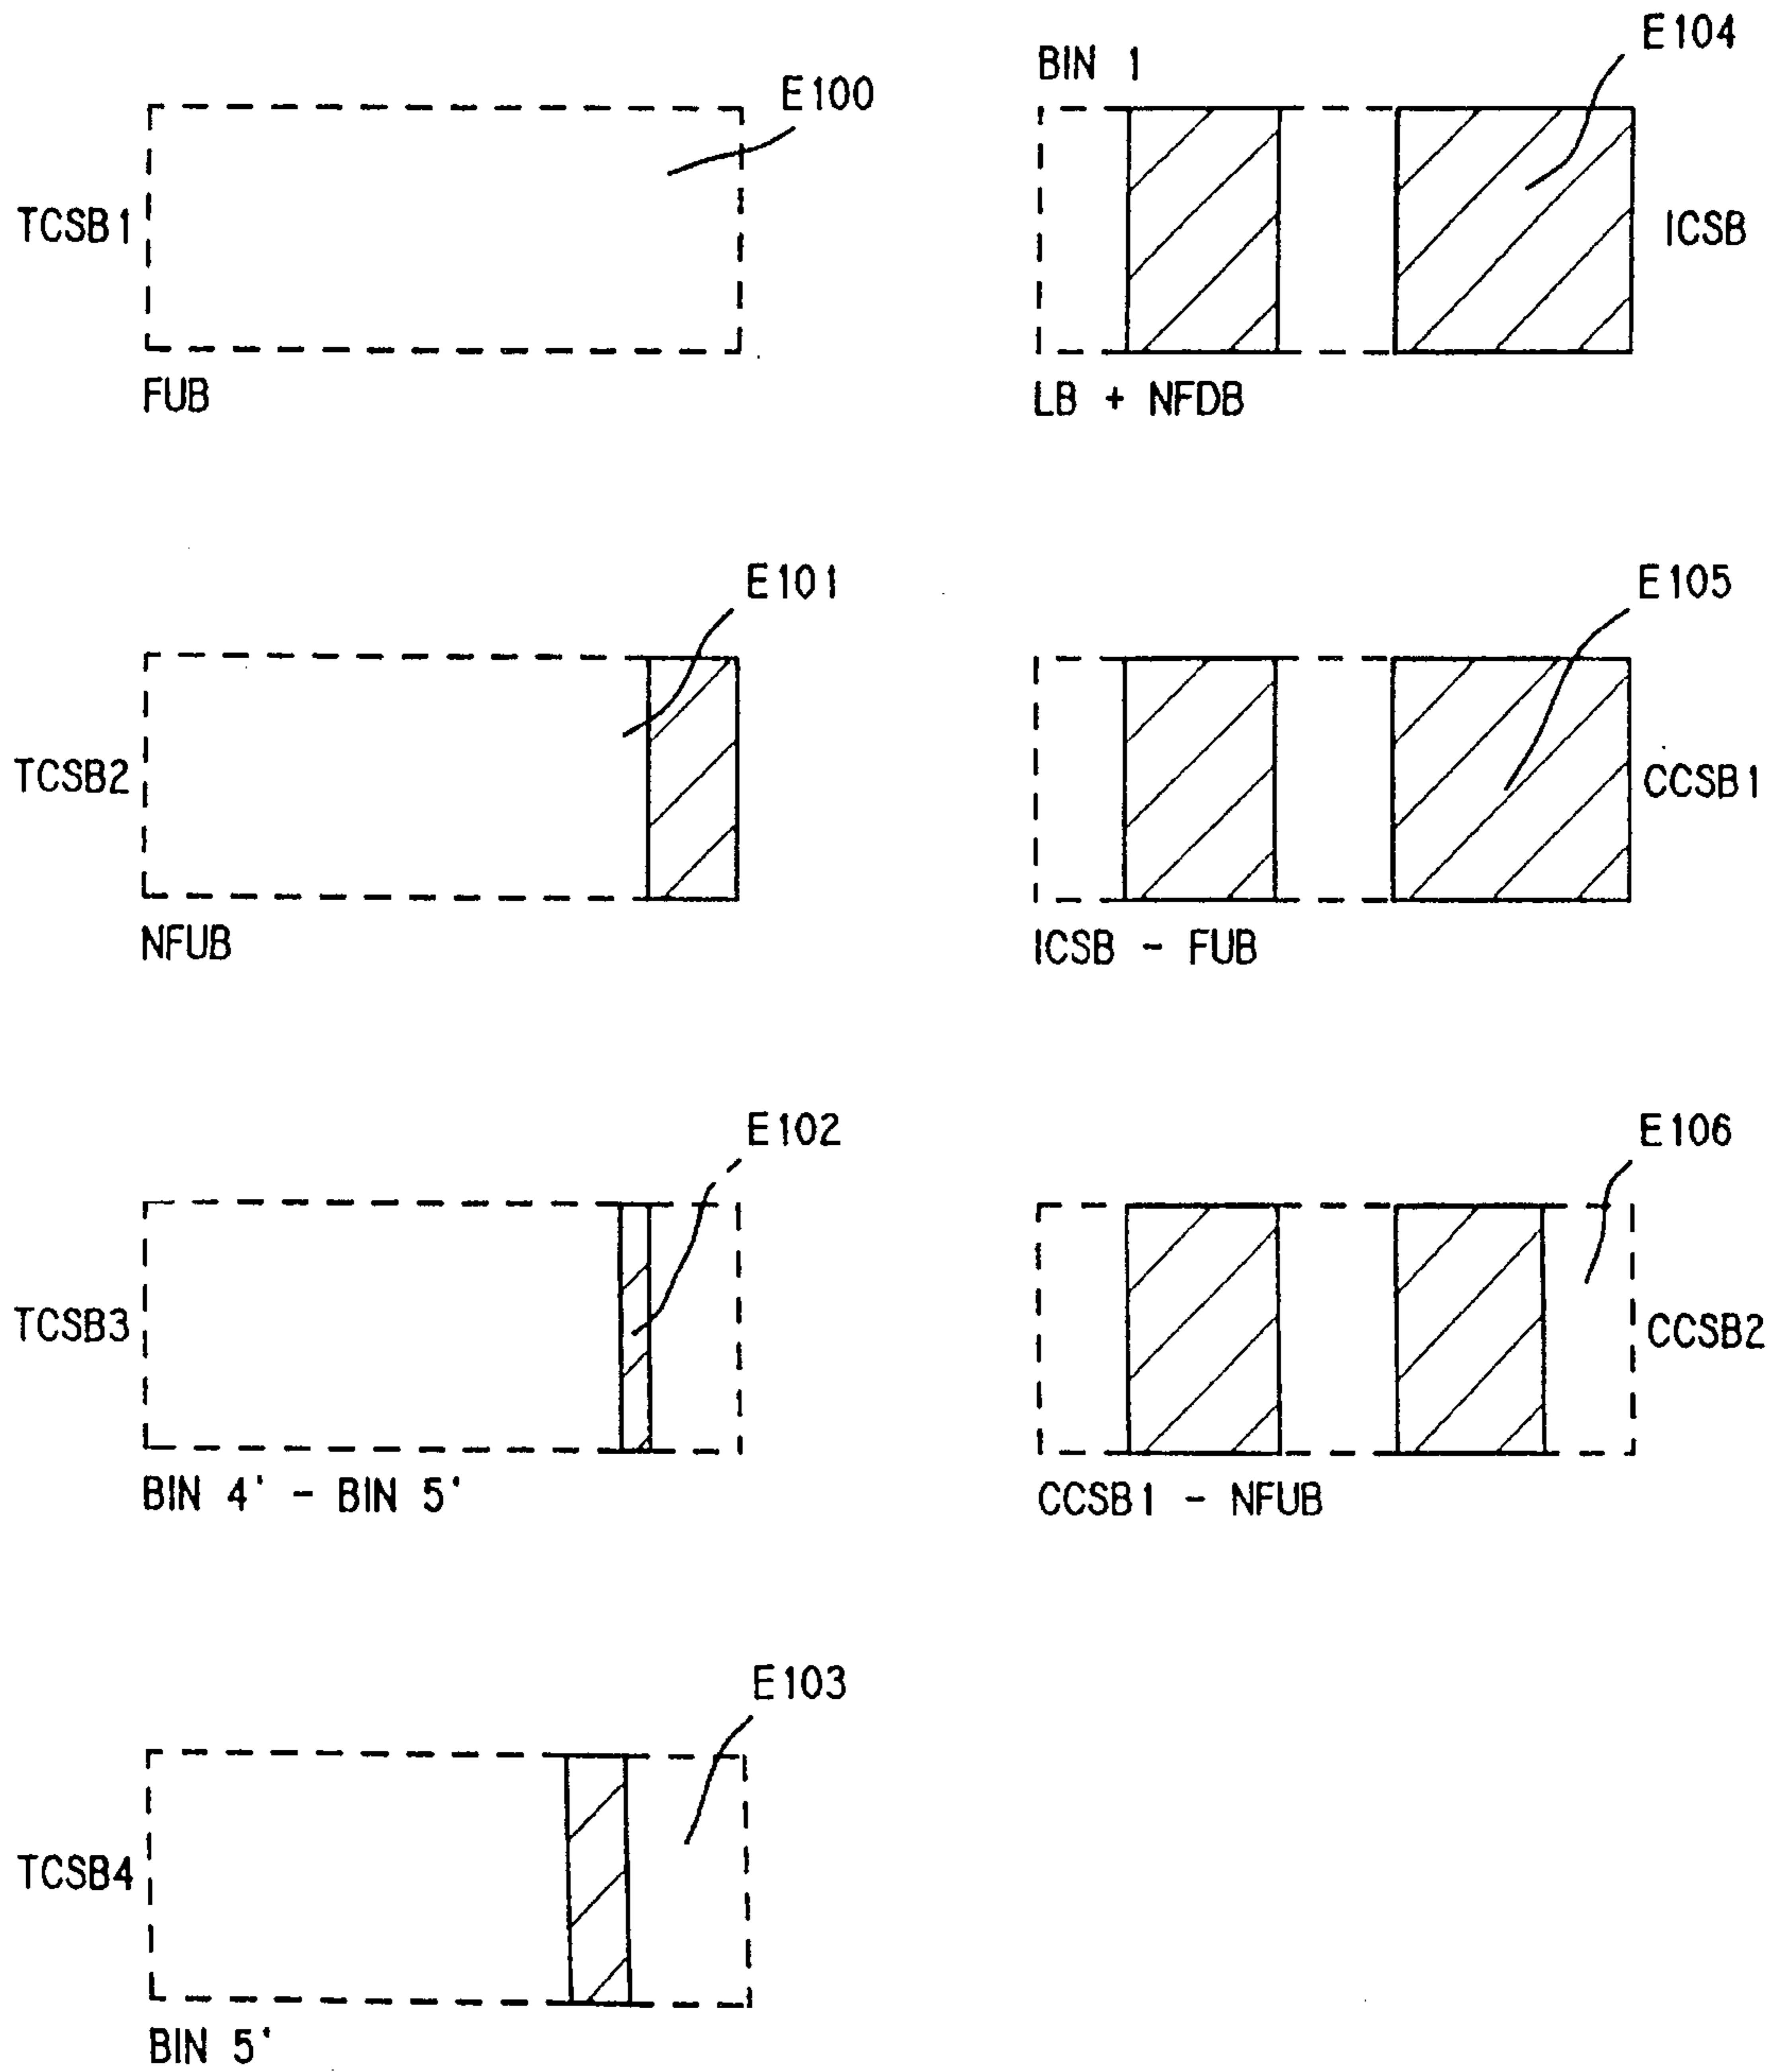 E100
TCSB1
FUB
BIN 1
E104
ICSB
LB + NFDB
E101
TCSB2
NFUB
E105
CCSB1
ICSB - FUB
E102
TCSB3
BIN 4' - BIN 5'
E106
CCSB2
CCSB1 - NFUB
E103
TCSB4
BIN 5'